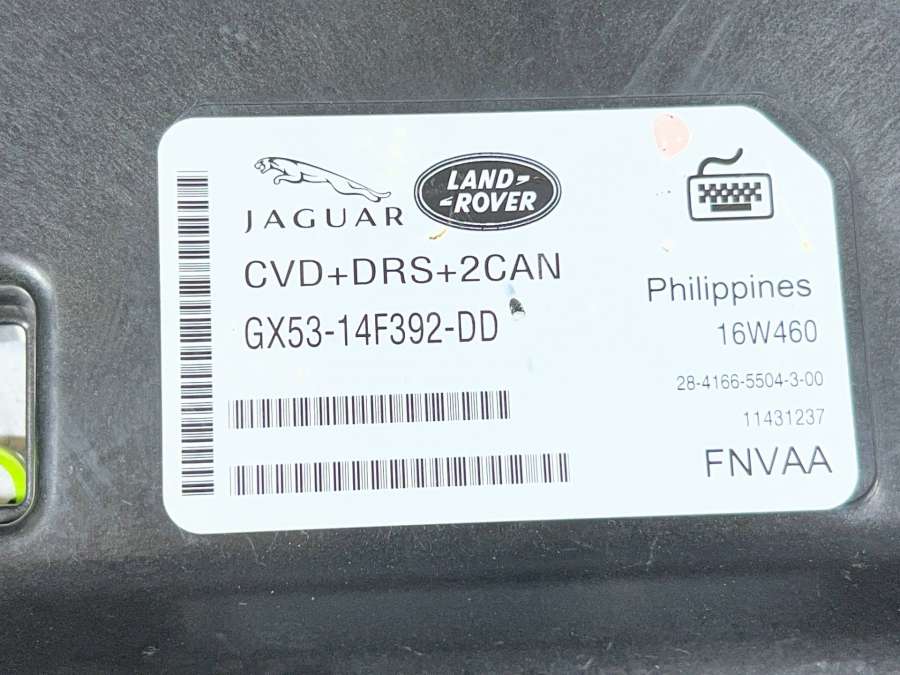 JAGUAR
LAND-
-ROVER
CVD+DRS+2CAN
GX53-14F392-DD
Philippines
16W460
28-4166-5504-3-00
11431237
FNVAA